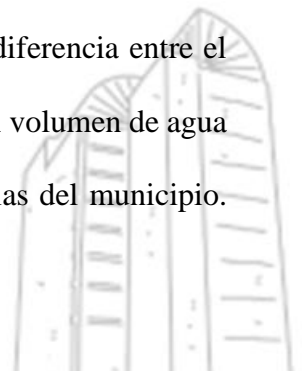 diferencia entre el
volumen de agua
as del municipio.